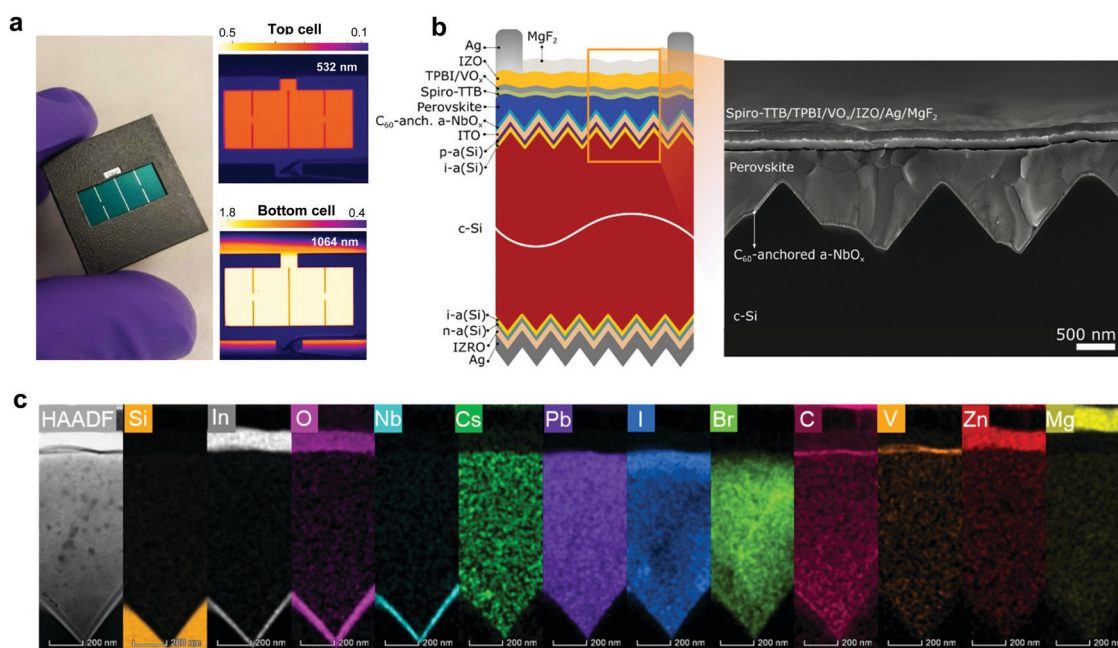 a
Top cell
0.5 0.1
532 nm
Bottom cell
1.8 0.4
1064 nm
b
Ag
MgF₂
IZO
TPBI/VOₓ
Spiro-TTB
Perovskite
C₆₀-anch. a-NbOₓ
ITO
p-a(Si)
i-a(Si)
c-Si
i-a(Si)
n-a(Si)
IZRO
Ag
Spiro-TTB/TPBI/VOₓ/IZO/Ag/MgF₂
Perovskite
C₆₀-anchored a-NbOₓ
c-Si
500 nm
c
HAADF Si In O Nb Cs Pb I Br C V Zn Mg
200 nm 200 nm 200 nm 200 nm 200 nm 200 nm 200 nm 200 nm 200 nm 200 nm 200 nm 200 nm 200 nm